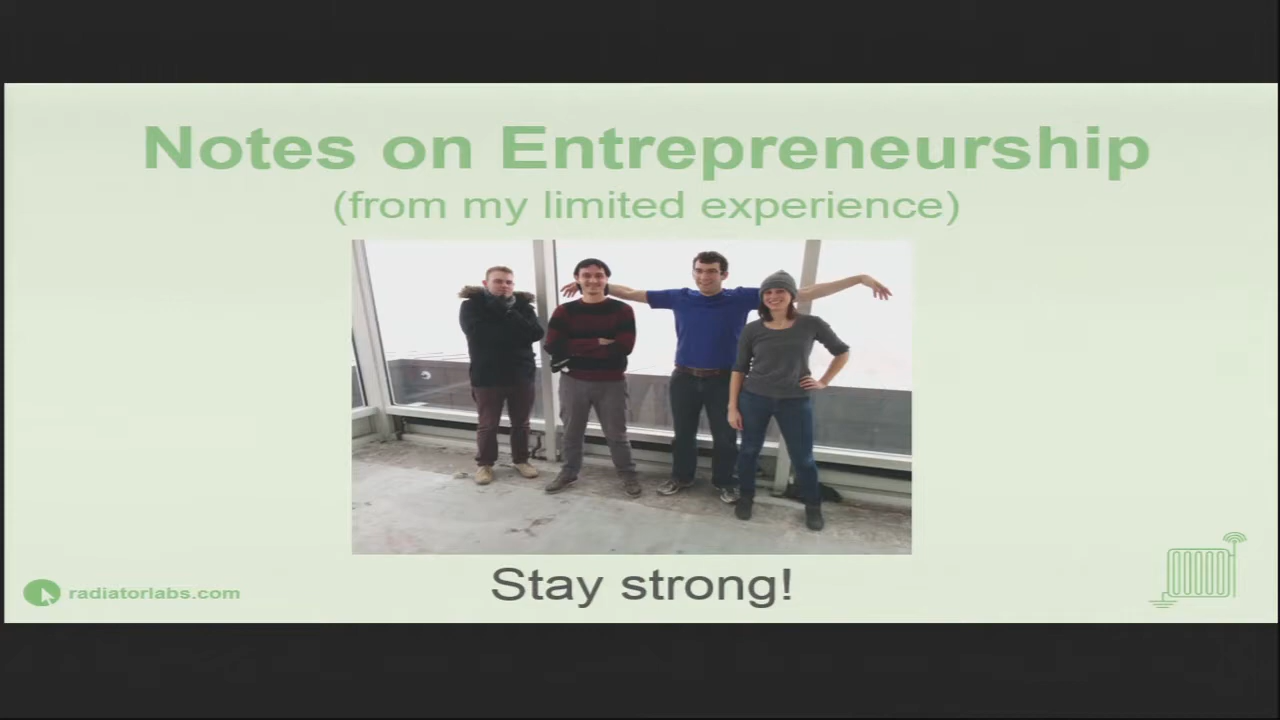 Notes on Entrepreneurship
(from my limited experience)
Stay strong!
radiatorlabs.com